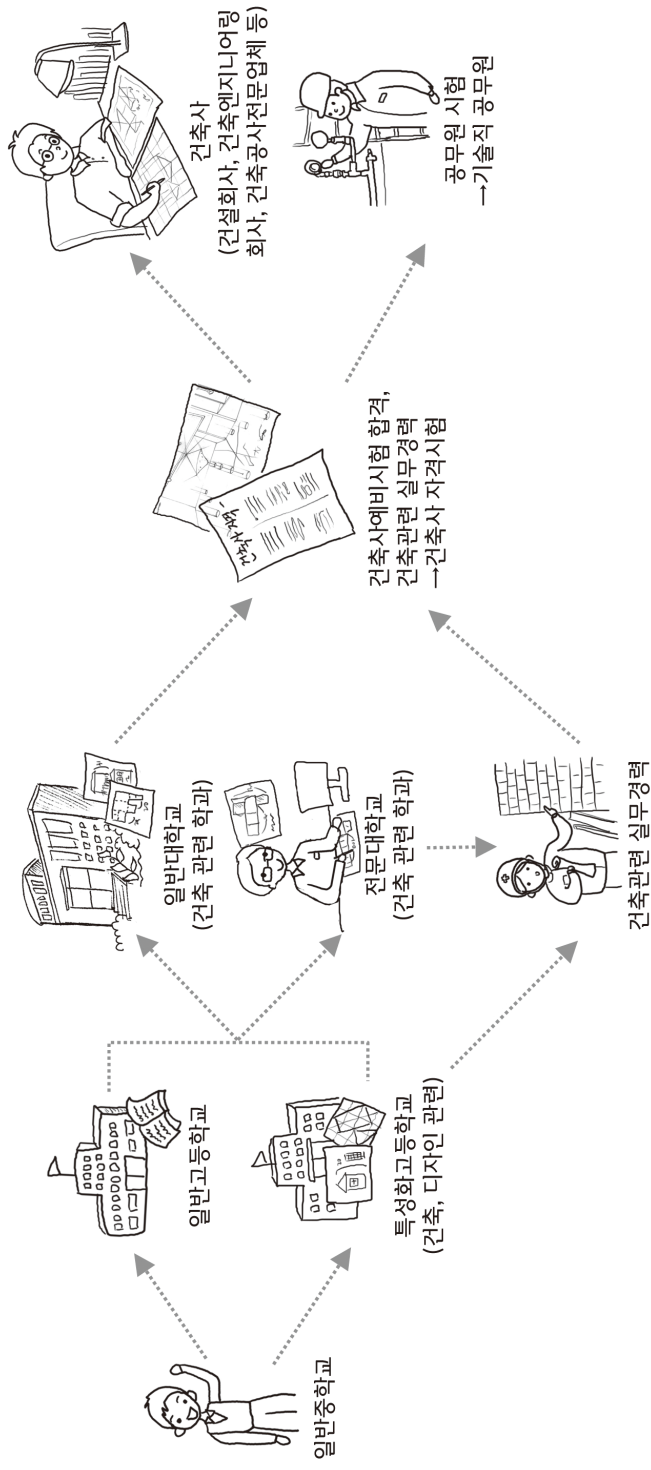 일반중학교
일반고등학교
특성화고등학교
(건축, 디자인 관련)
일반대학교
(건축 관련 학과)
전문대학교
(건축 관련 학과)
건축관련 실무경력
건축사자격
건축사예비시험 합격,
건축관련 실무경력
→건축사 자격시험
건축사
(건설회사, 건축엔지니어링
회사, 건축공사전문업체 등)
공무원 시험
→기술직 공무원